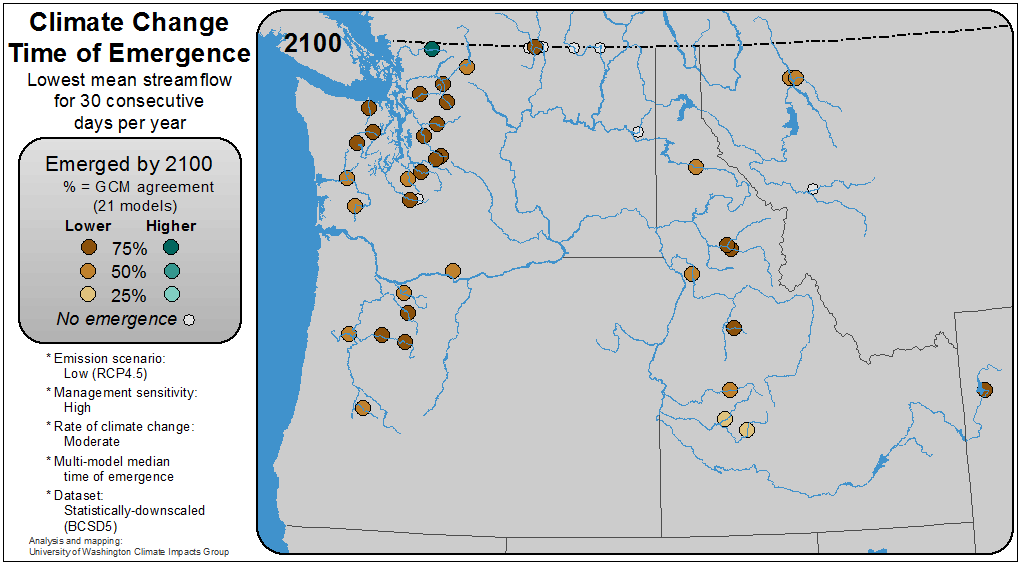 Climate Change
Time of Emergence
Lowest mean streamflow
for 30 consecutive
days per year
Emerged by 2100
% = GCM agreement
(21 models)
Lower Higher
75%
50%
25%
No emergence
* Emission scenario:
Low (RCP4.5)
* Management sensitivity:
High
* Rate of climate change:
Moderate
* Multi-model median
time of emergence
* Dataset:
Statistically-downscaled
(BCSD5)
Analysis and mapping:
University of Washington Climate Impacts Group
2100